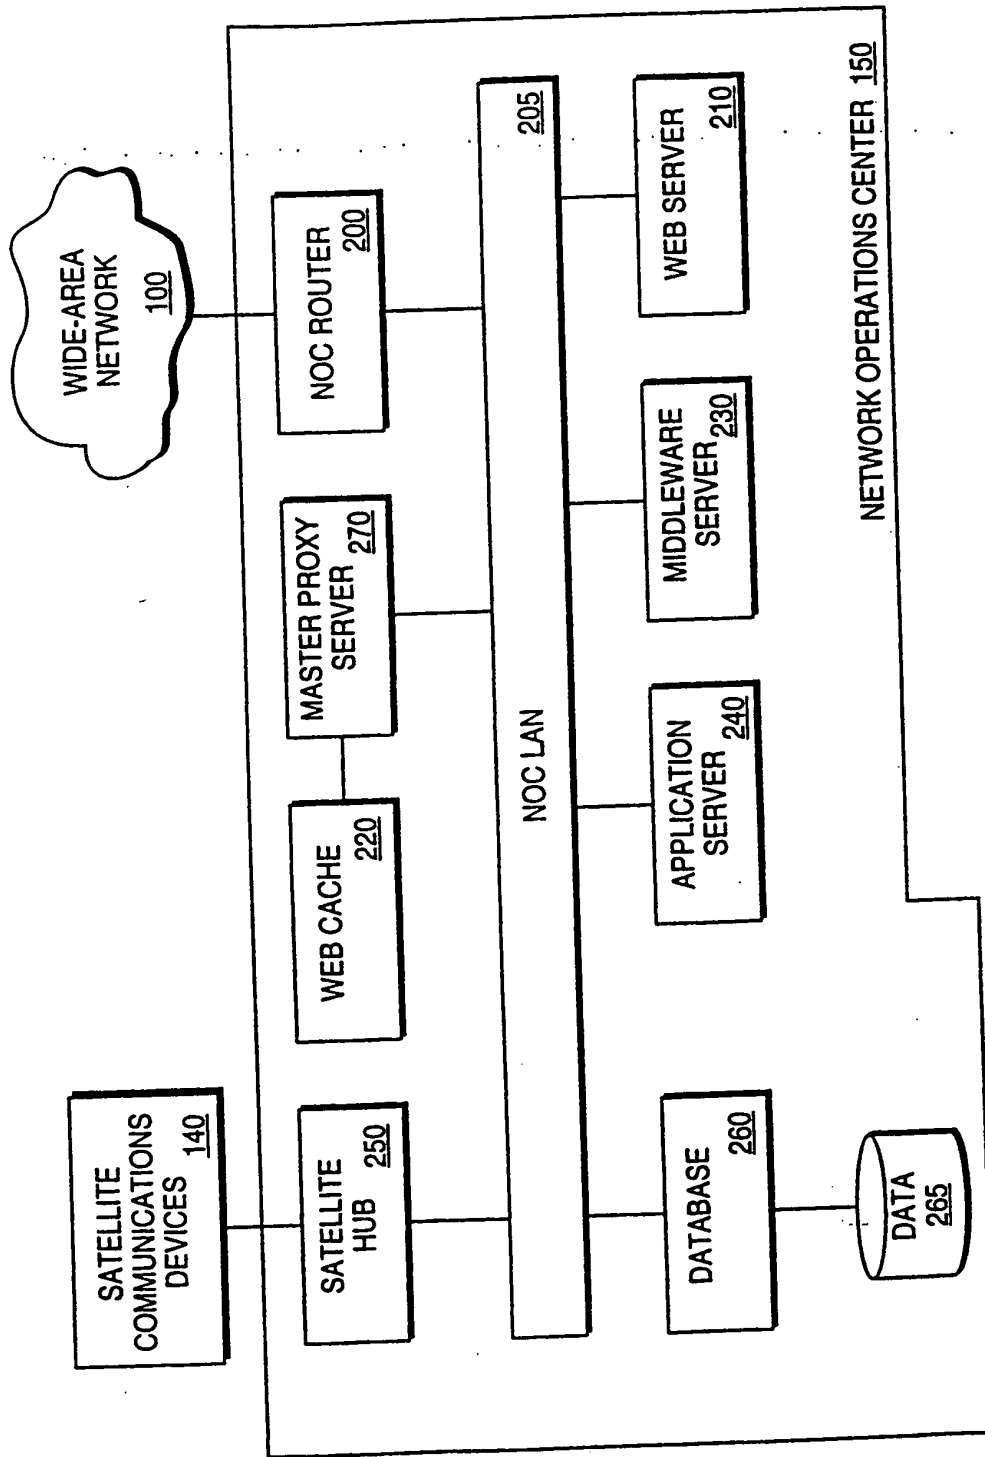 SATELLITE
COMMUNICATIONS
DEVICES
140
WIDE-AREA
NETWORK
100
SATELLITE
HUB
250
WEB CACHE
220
MASTER PROXY
SERVER
270
NOC ROUTER
200
NOC LAN
205
DATABASE
260
APPLICATION
SERVER
240
MIDDLEWARE
SERVER
230
WEB SERVER
210
DATA
265
NETWORK OPERATIONS CENTER 150